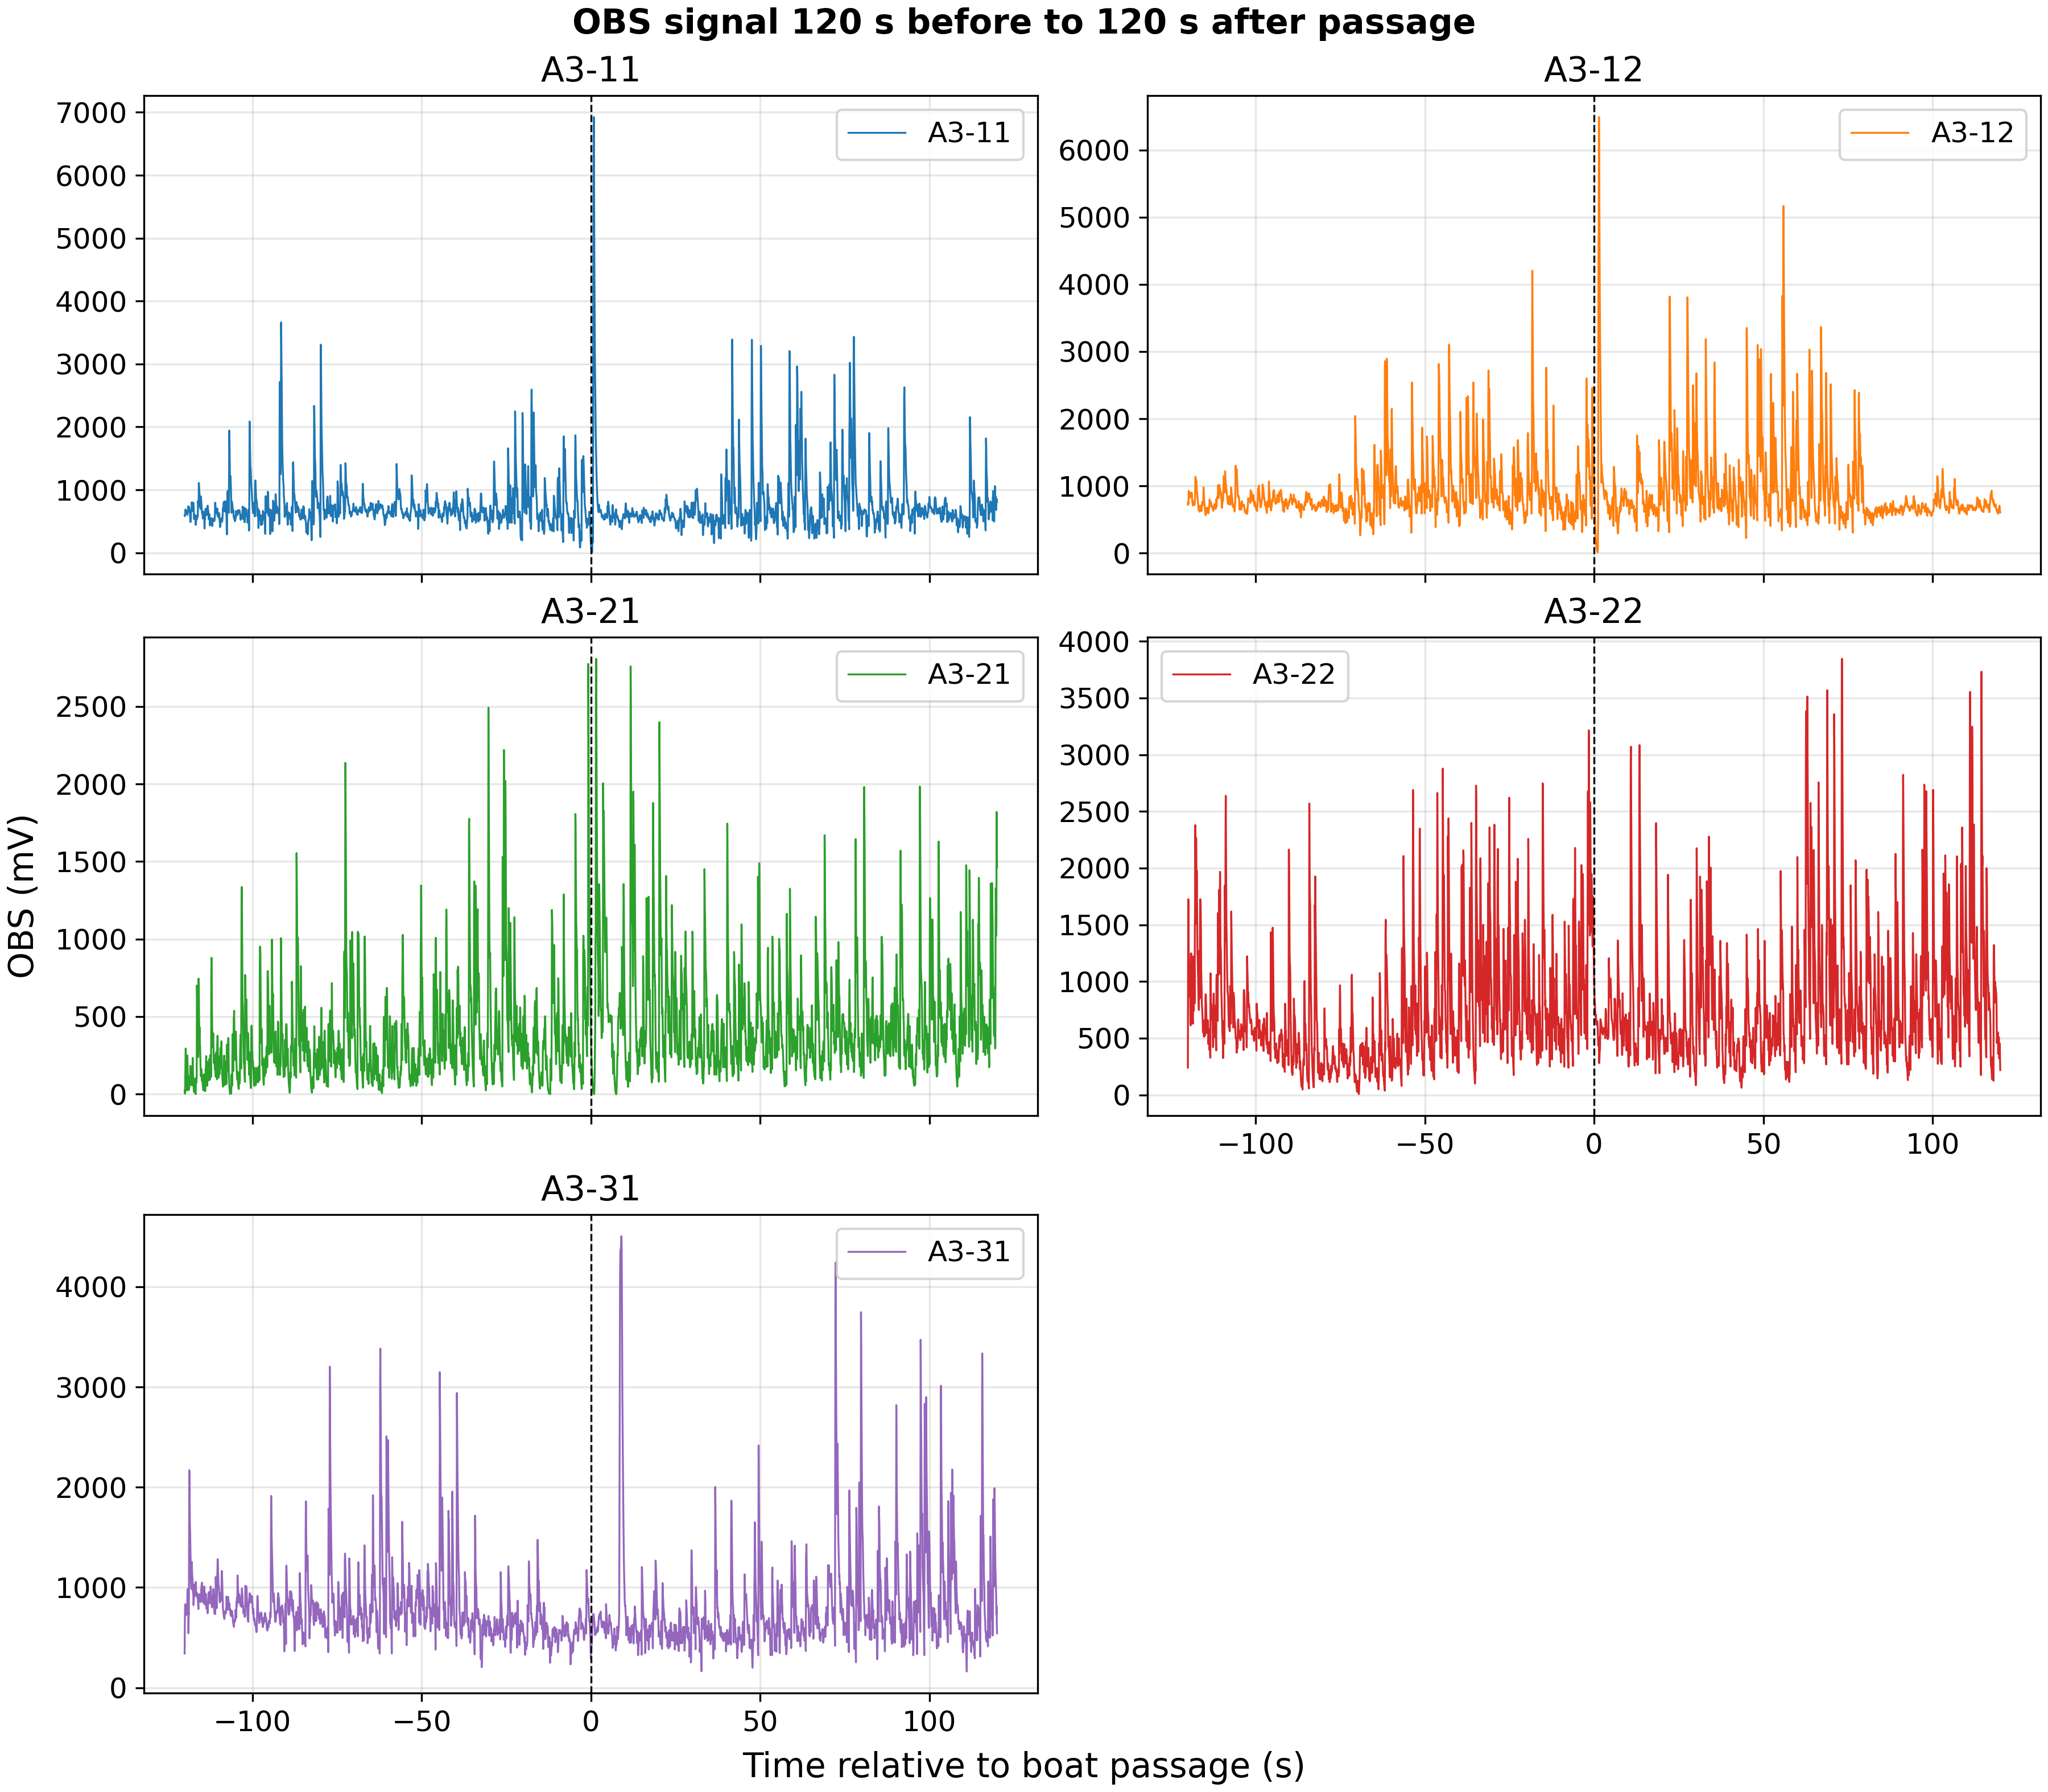 OBS signal 120 s before to 120 s after passage
A3-11
7000
6000
5000
4000
3000
2000
1000
0
A3-11
A3-12
6000
5000
4000
3000
2000
1000
0
A3-12
A3-21
2500
2000
1500
1000
500
0
A3-21
A3-22
4000
3500
3000
2500
2000
1500
1000
500
0
−100 −50 0 50 100
A3-22
A3-31
4000
3000
2000
1000
0
−100 −50 0 50 100
A3-31
OBS (mV)
Time relative to boat passage (s)